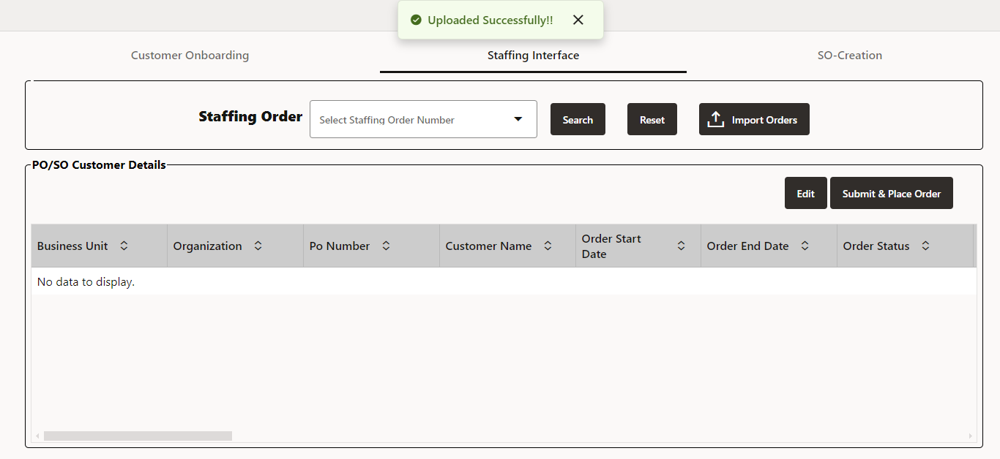 Uploaded Successfully!!
Customer Onboarding
Staffing Interface
SO-Creation
Staffing Order
Select Staffing Order Number
Search
Reset
Import Orders
PO/SO Customer Details
Edit
Submit & Place Order
Business Unit
Organization
Po Number
Customer Name
Order Start
Date
Order End Date
Order Status
No data to display.